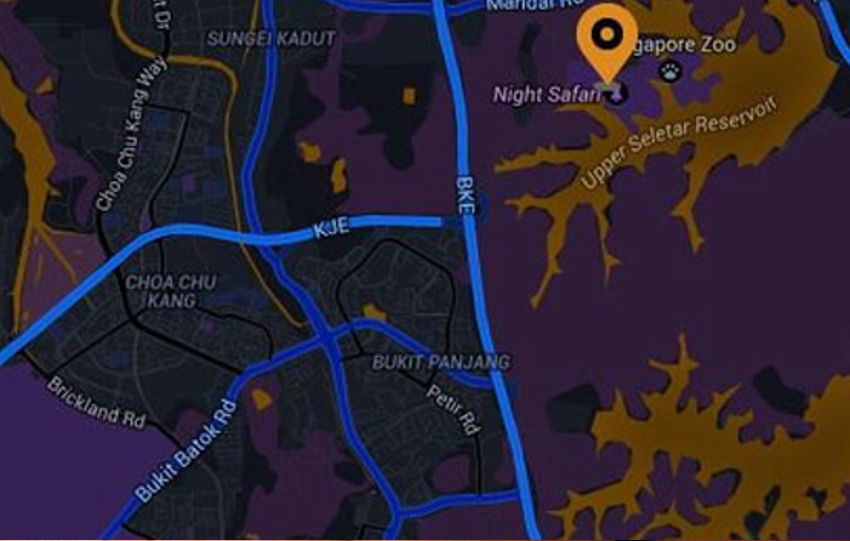 Mandai Rd
SUNGEI KADUT
gapore Zoo
Night Safari
Choa Chu Kang Way
t Dr
Upper Seletar Reservoir
BKE
KJE
CHOA CHU
KANG
BUKIT PANJANG
Brickland Rd
Petir Rd
Bukit Batok Rd